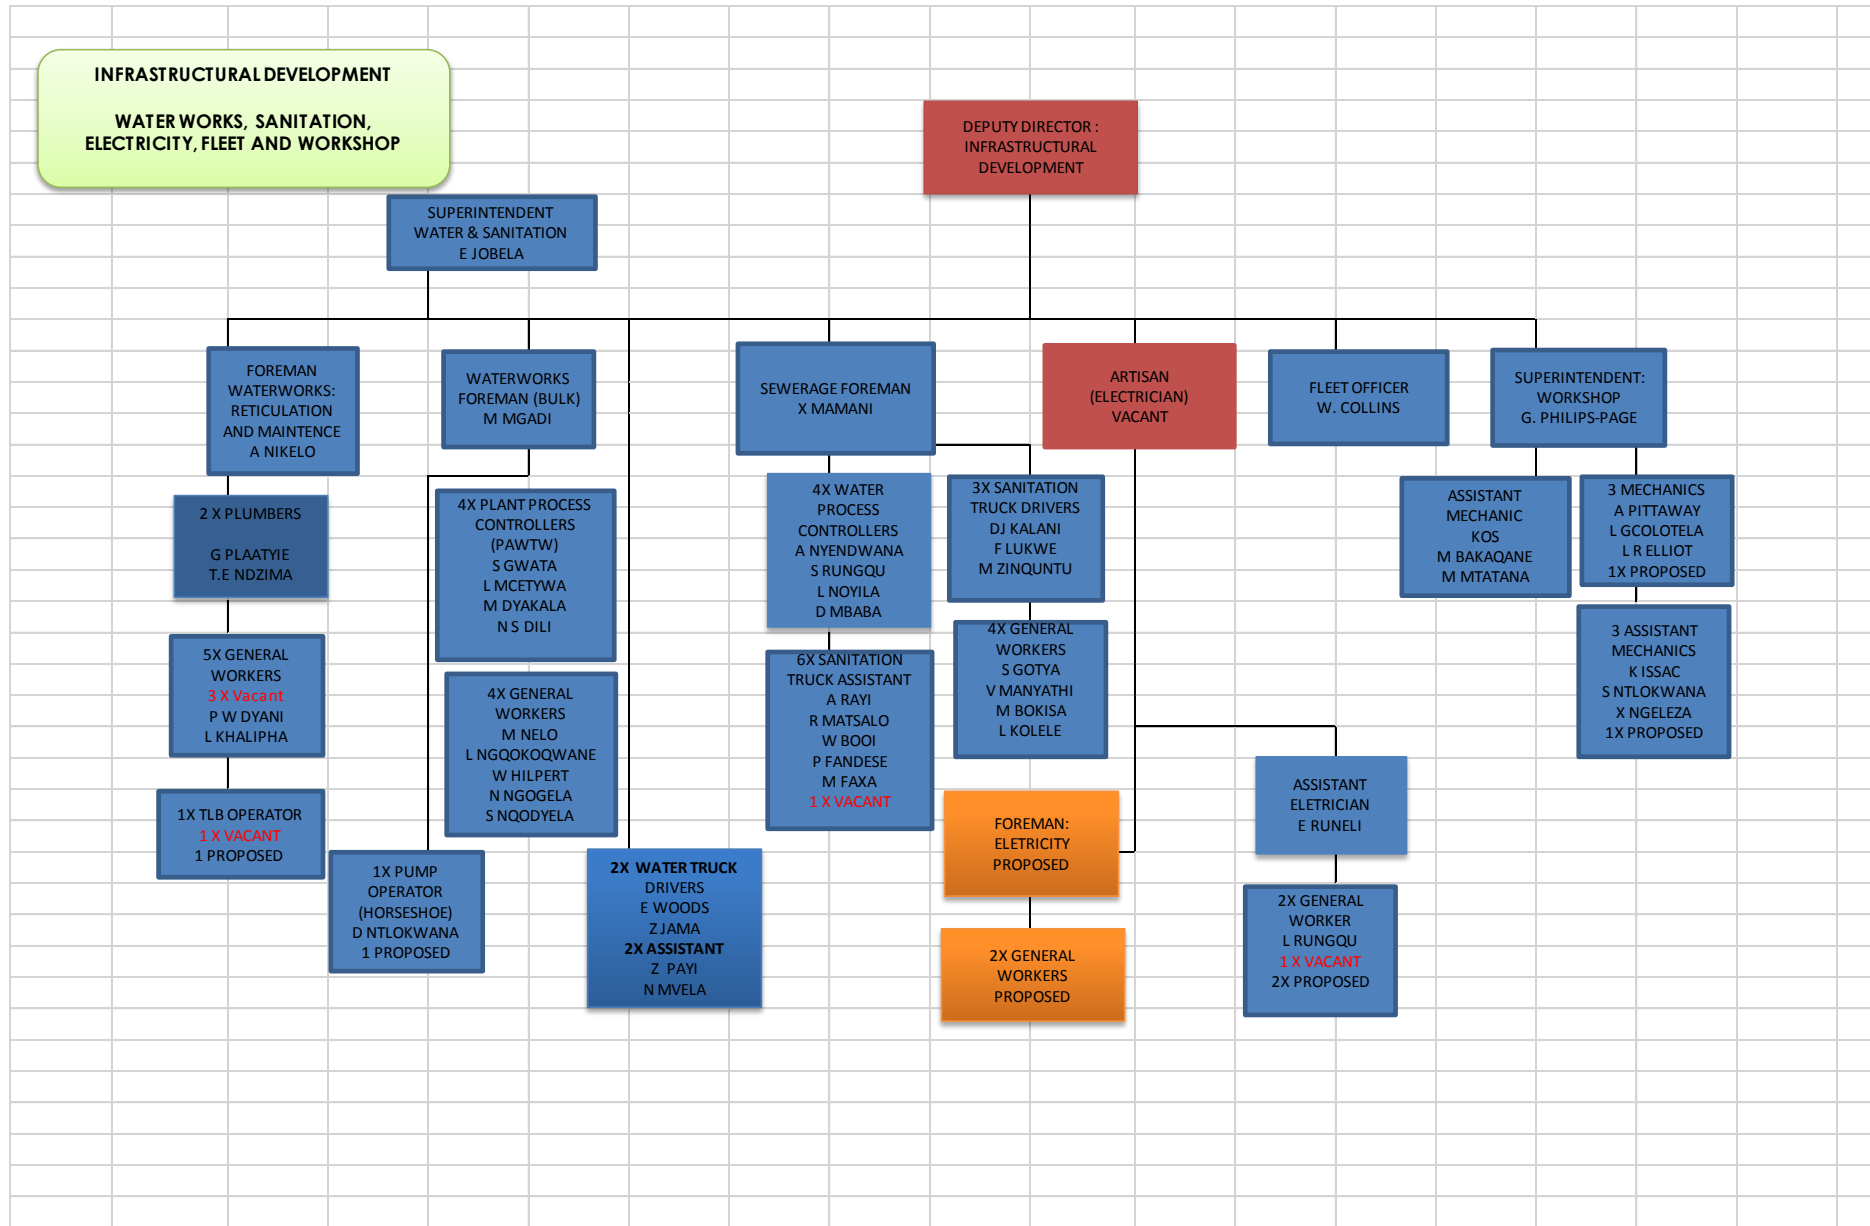 INFRASTRUCTURAL DEVELOPMENT
WATER WORKS, SANITATION,
ELECTRICITY, FLEET AND WORKSHOP
DEPUTY DIRECTOR :
INFRASTRUCTURAL
DEVELOPMENT
SUPERINTENDENT
WATER & SANITATION
E JOBELA
FOREMAN
WATERWORKS:
RETICULATION
AND MAINTENCE
A NIKELO
WATERWORKS
FOREMAN (BULK)
M MGADI
SEWERAGE FOREMAN
X MAMANI
ARTISAN
(ELECTRICIAN)
VACANT
FLEET OFFICER
W. COLLINS
SUPERINTENDENT:
WORKSHOP
G. PHILIPS-PAGE
2 X PLUMBERS
G PLAATYIE
T.E NDZIMA
4X PLANT PROCESS
CONTROLLERS
(PAWTW)
S GWATA
L MCETYWA
M DYAKALA
N S DILI
4X WATER
PROCESS
CONTROLLERS
A NYENDWANA
S RUNGQU
L NOYILA
D MBABA
3X SANITATION
TRUCK DRIVERS
DJ KALANI
F LUKWE
M ZINQUNTU
ASSISTANT
MECHANIC
KOS
M BAKAQANE
M MTATANA
3 MECHANICS
A PITTAWAY
L GCOLOTELA
L R ELLIOT
1X PROPOSED
5X GENERAL
WORKERS
3 X Vacant
P W DYANI
L KHALIPHA
4X GENERAL
WORKERS
M NELO
L NGQOKOQWANE
W HILPERT
N NGOGELA
S NQODYELA
6X SANITATION
TRUCK ASSISTANT
A RAYI
R MATSALO
W BOOI
P FANDESE
M FAXA
1 X VACANT
4X GENERAL
WORKERS
S GOTYA
V MANYATHI
M BOKISA
L KOLELE
3 ASSISTANT
MECHANICS
K ISSAC
S NTLOKWANA
X NGELEZA
1X PROPOSED
1X TLB OPERATOR
1 X VACANT
1 PROPOSED
1X PUMP
OPERATOR
(HORSESHOE)
D NTLOKWANA
1 PROPOSED
2X WATER TRUCK
DRIVERS
E WOODS
Z JAMA
2X ASSISTANT
Z PAYI
N MVELA
FOREMAN:
ELETRICITY
PROPOSED
ASSISTANT
ELETRICIAN
E RUNELI
2X GENERAL
WORKERS
PROPOSED
2X GENERAL
WORKER
L RUNGQU
1 X VACANT
2X PROPOSED